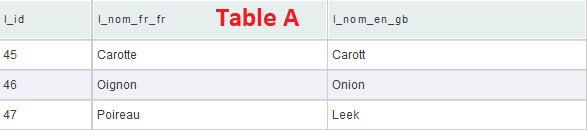 l_id l_nom_fr_fr Table A l_nom_en_gb
45 Carotte Carott
46 Oignon Onion
47 Poireau Leek